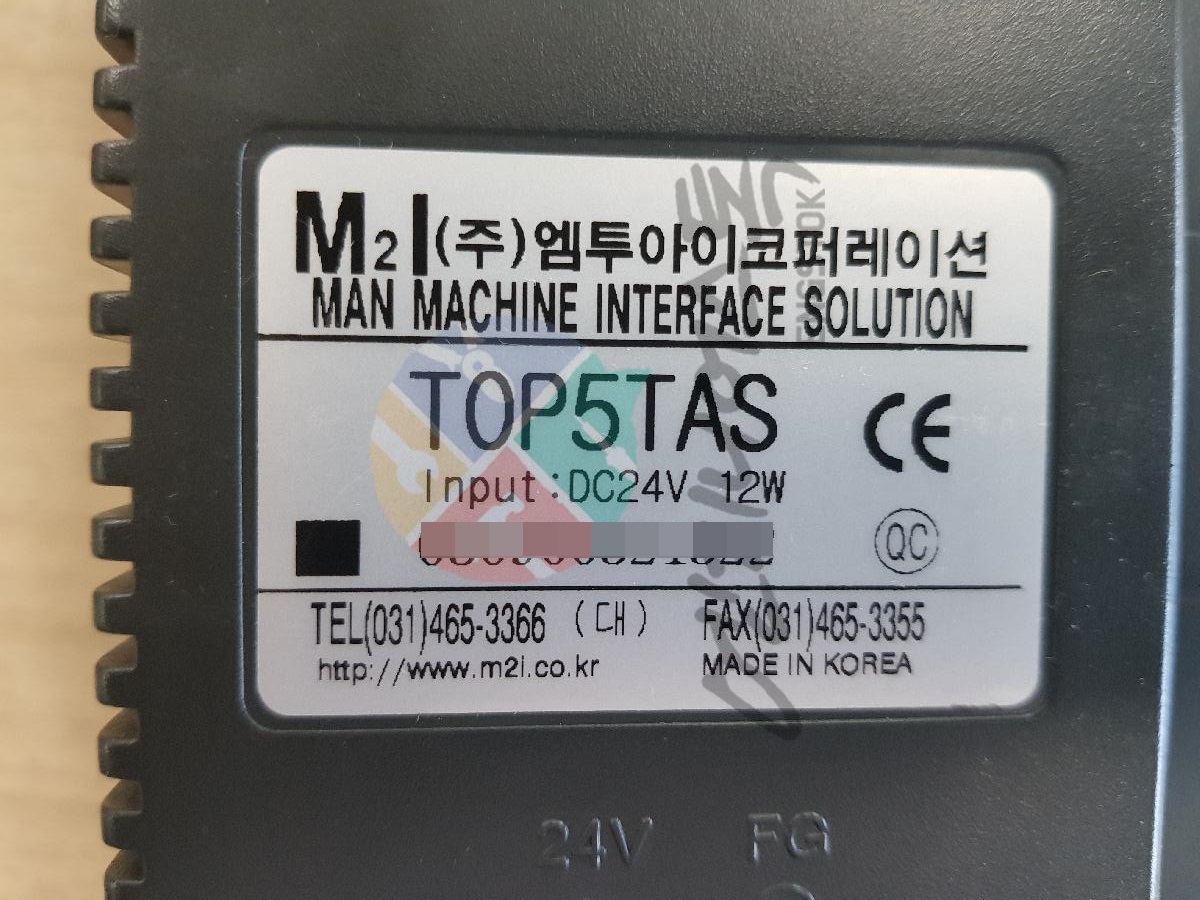 M2I (주)엠투아이코퍼레이션
MAN MACHINE INTERFACE SOLUTION
TOP5TAS
CE
Input:DC24V 12W
QC
TEL(031)465-3366 (대) FAX(031)465-3355
http://www.m2i.co.kr MADE IN KOREA
24V FG